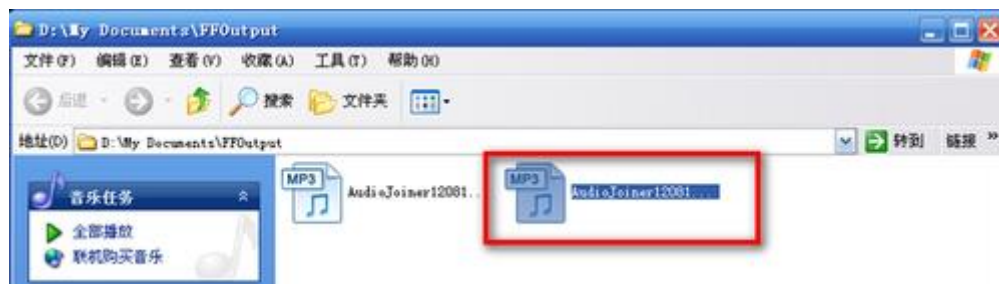 D:\My Documents\FFOutput
文件(F) 编辑(E) 查看(V) 收藏(A) 工具(T) 帮助(H)
后退 搜索 文件夹
地址(D) D:\My Documents\FFOutput 转到 链接 »
音乐任务
MP3 AudioJoiner12081... MP3 AudioJoiner12081...
全部播放
联机购买音乐